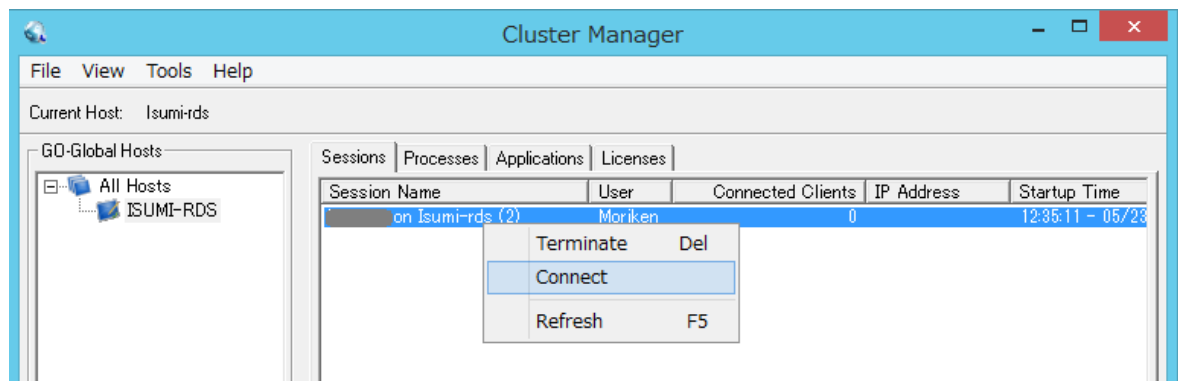 Cluster Manager
File View Tools Help
Current Host: Isumi-rds
GO-Global Hosts
All Hosts
ISUMI-RDS
Sessions Processes Applications Licenses
Session Name User Connected Clients IP Address Startup Time
on Isumi-rds (2) Moriken 0 12:35:11 - 05/23
Terminate Del
Connect
Refresh F5